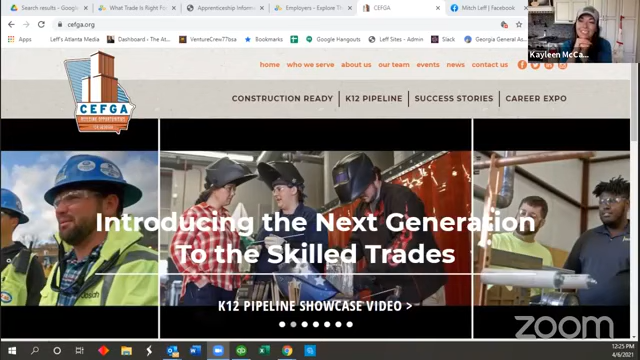 Search results - Goog
What Trade Is Right Fo
Apprenticeship Inform
Employers - Explore Th
CEFGA
Mitch Leff | Facebook
cefga.org
Apps
Leff's Atlanta Media
Dashboard - The At
VentureCrew77bsa
Bookmarks
Google Hangouts
Leff Sites - Admin
Slack
Georgia General As
Kayleen McCa...
home who we serve about us our team events news contact us
CEFGA
CONSTRUCTION READY | K12 PIPELINE | SUCCESS STORIES | CAREER EXPO
Introducing the Next Generation
To the Skilled Trades
K12 PIPELINE SHOWCASE VIDEO >
zoom
12:25 PM
4/6/2021